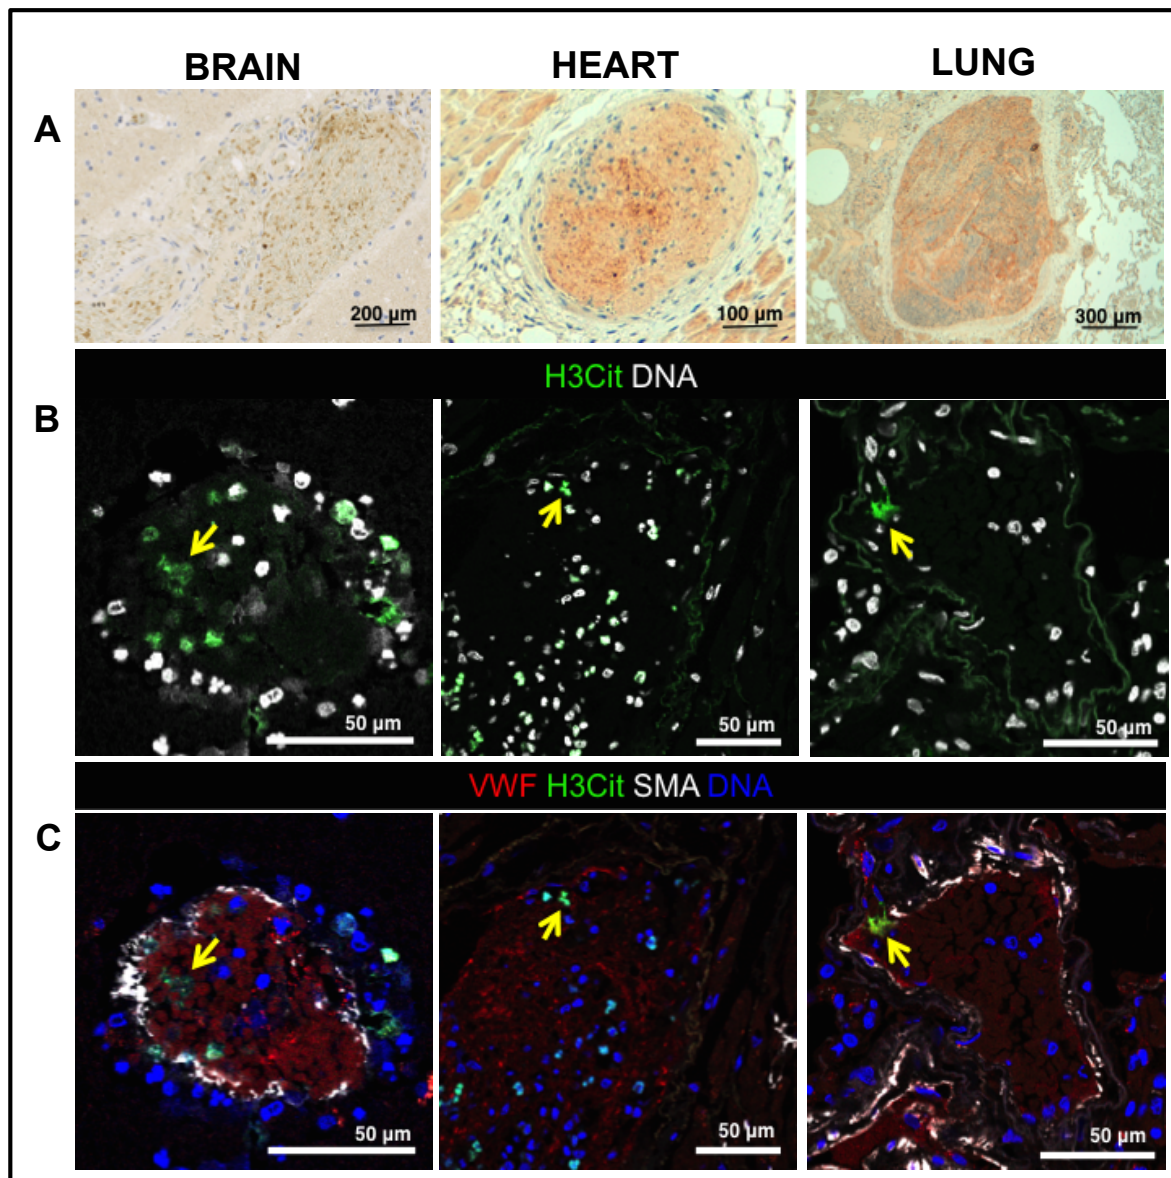 BRAIN HEART LUNG
A
200 µm 100 µm 300 µm
H3Cit DNA
B
50 µm 50 µm 50 µm
VWF H3Cit SMA DNA
C
50 µm 50 µm 50 µm